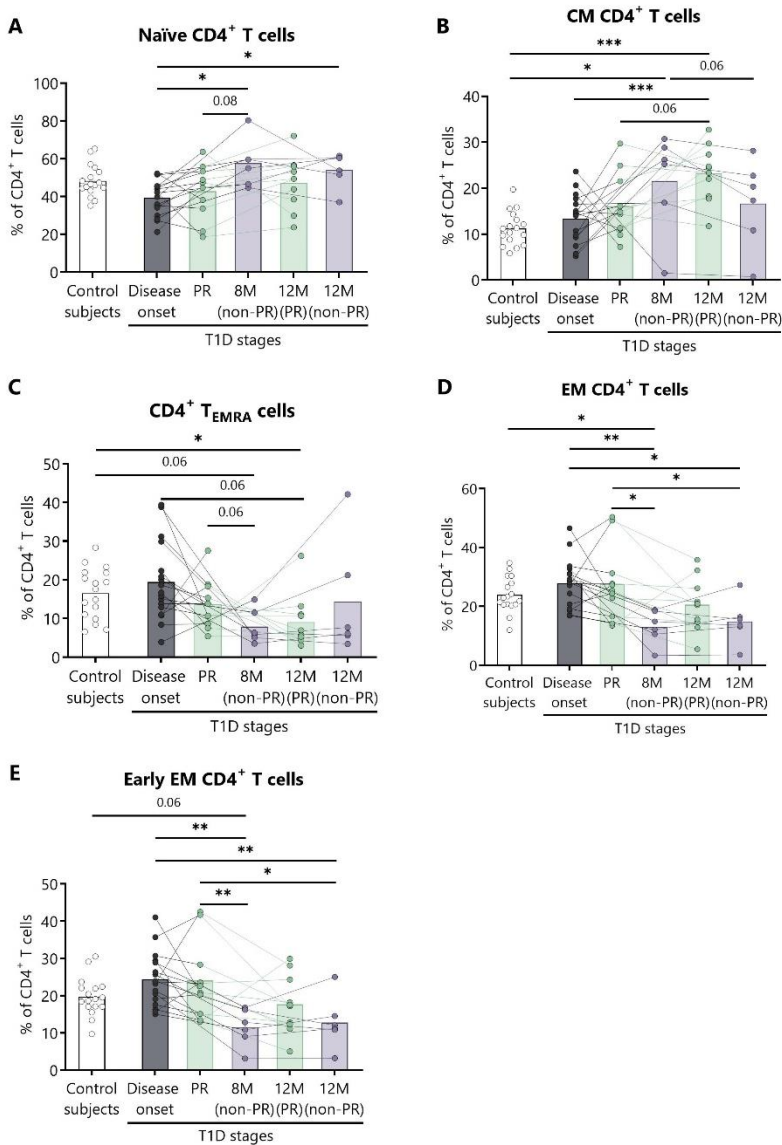 A
Naïve CD4⁺ T cells
*
*
0.08
% of CD4⁺ T cells
100
80
60
40
20
0
Control subjects
Disease onset
PR
8M (non-PR)
12M (PR)
12M (non-PR)
T1D stages
B
CM CD4⁺ T cells
***
*
0.06
***
0.06
% of CD4⁺ T cells
40
30
20
10
0
Control subjects
Disease onset
PR
8M (non-PR)
12M (PR)
12M (non-PR)
T1D stages
C
CD4⁺ T_EMRA cells
*
0.06
0.06
0.06
% of CD4⁺ T cells
50
40
30
20
10
0
Control subjects
Disease onset
PR
8M (non-PR)
12M (PR)
12M (non-PR)
T1D stages
D
EM CD4⁺ T cells
*
**
*
*
*
% of CD4⁺ T cells
60
40
20
0
Control subjects
Disease onset
PR
8M (non-PR)
12M (PR)
12M (non-PR)
T1D stages
E
Early EM CD4⁺ T cells
0.06
**
**
*
**
% of CD4⁺ T cells
50
40
30
20
10
0
Control subjects
Disease onset
PR
8M (non-PR)
12M (PR)
12M (non-PR)
T1D stages